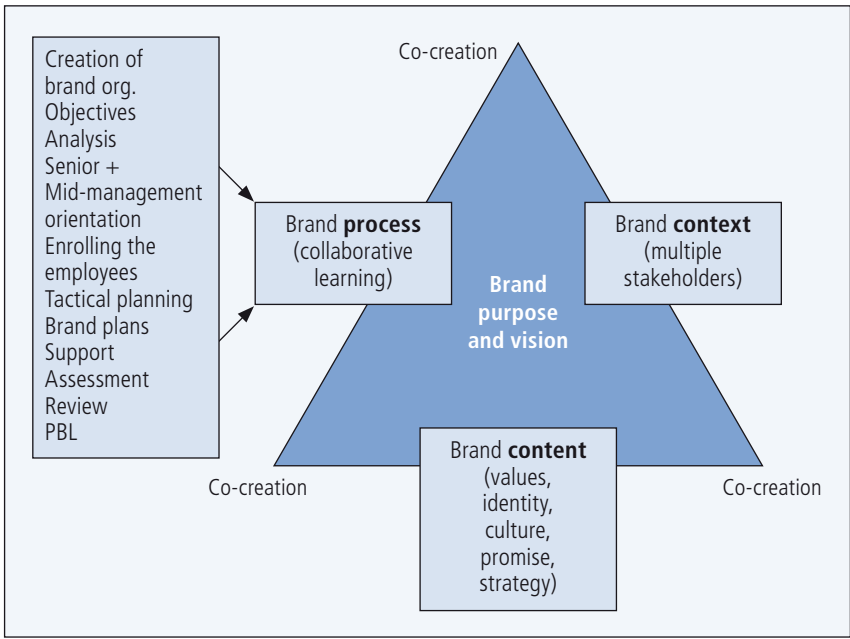 Creation of
brand org.
Objectives
Analysis
Senior +
Mid-management
orientation
Enrolling the
employees
Tactical planning
Brand plans
Support
Assessment
Review
PBL
Co-creation
Brand process
(collaborative
learning)
Brand context
(multiple
stakeholders)
Brand
purpose
and vision
Brand content
(values,
identity,
culture,
promise,
strategy)
Co-creation
Co-creation